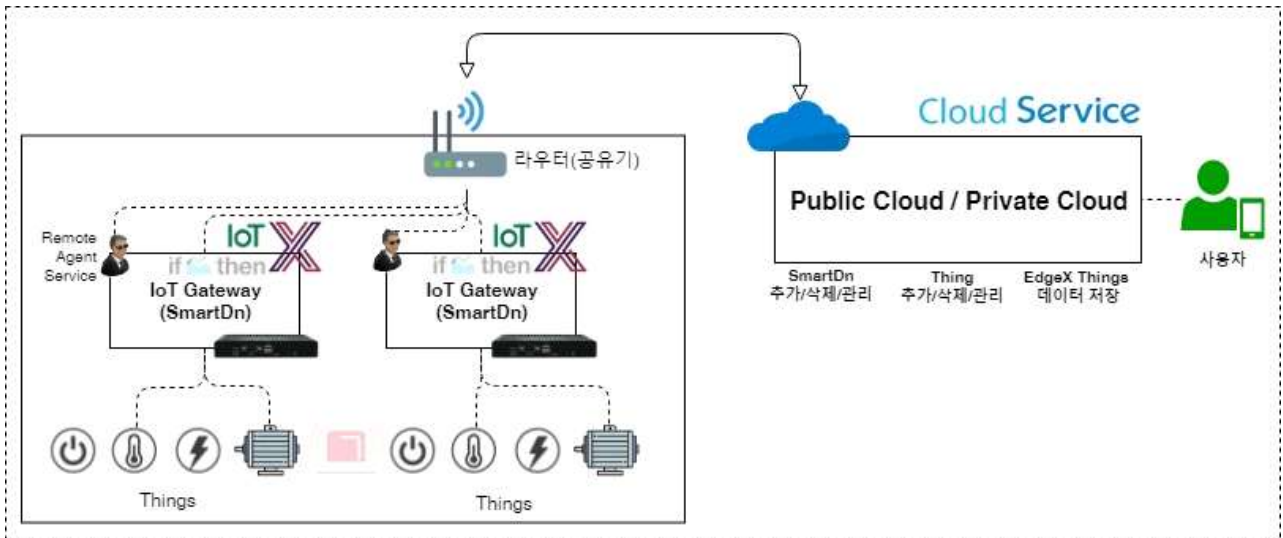 Cloud Service
라우터(공유기)
Public Cloud / Private Cloud
사용자
Remote
Agent
Service
IoT X
if then
IoT Gateway
(SmartDn)
IoT X
if then
IoT Gateway
(SmartDn)
SmartDn
추가/삭제/관리
Thing
추가/삭제/관리
EdgeX Things
데이터 저장
Things
Things